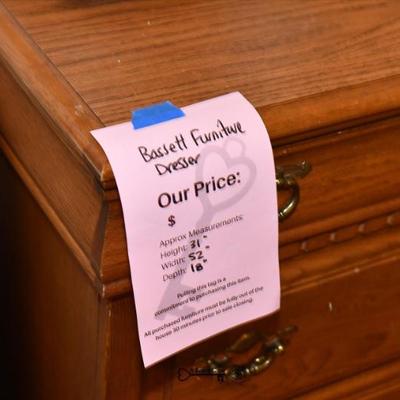 Bassett Furniture
Dresser
Our Price:
$
Approx Measurements:
Height: 31"
Width: 52"
Depth: 18"
Pulling this tag is a
commitment to purchasing this item.
All purchased furniture must be fully out of the
house 30 minutes prior to sale closing.